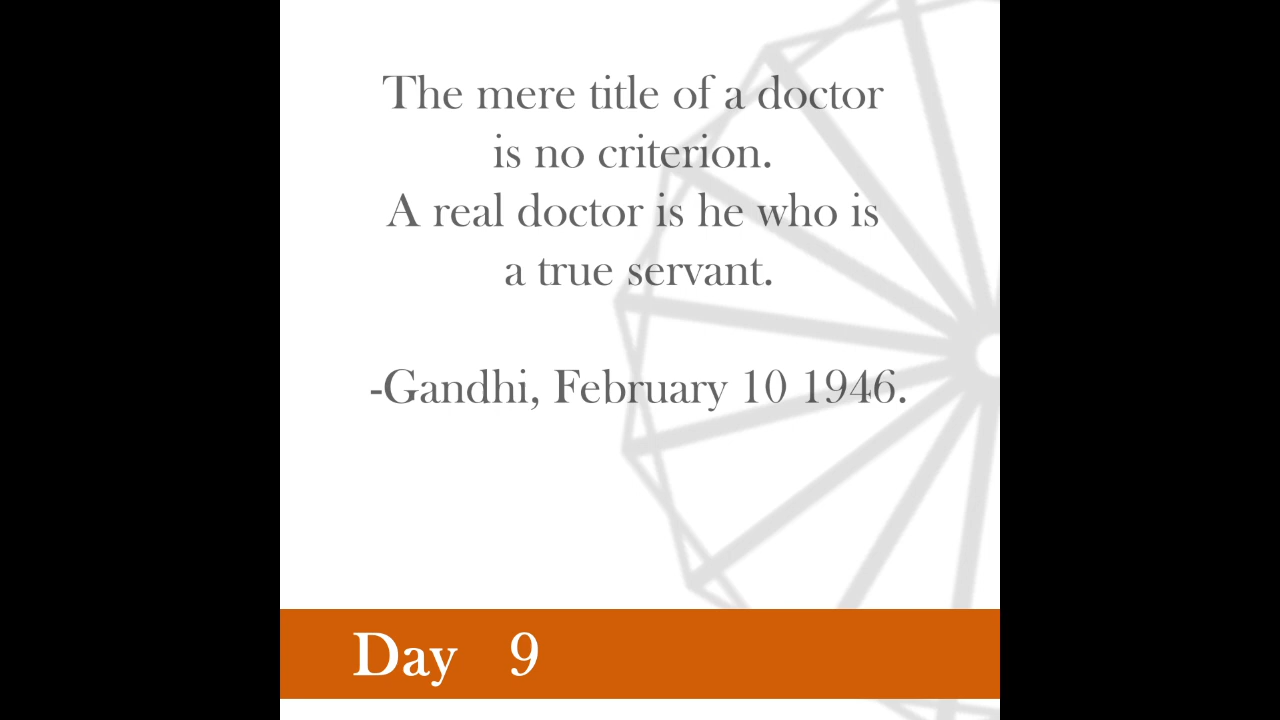 The mere title of a doctor
is no criterion.
A real doctor is he who is
a true servant.
-Gandhi, February 10 1946.
Day 9